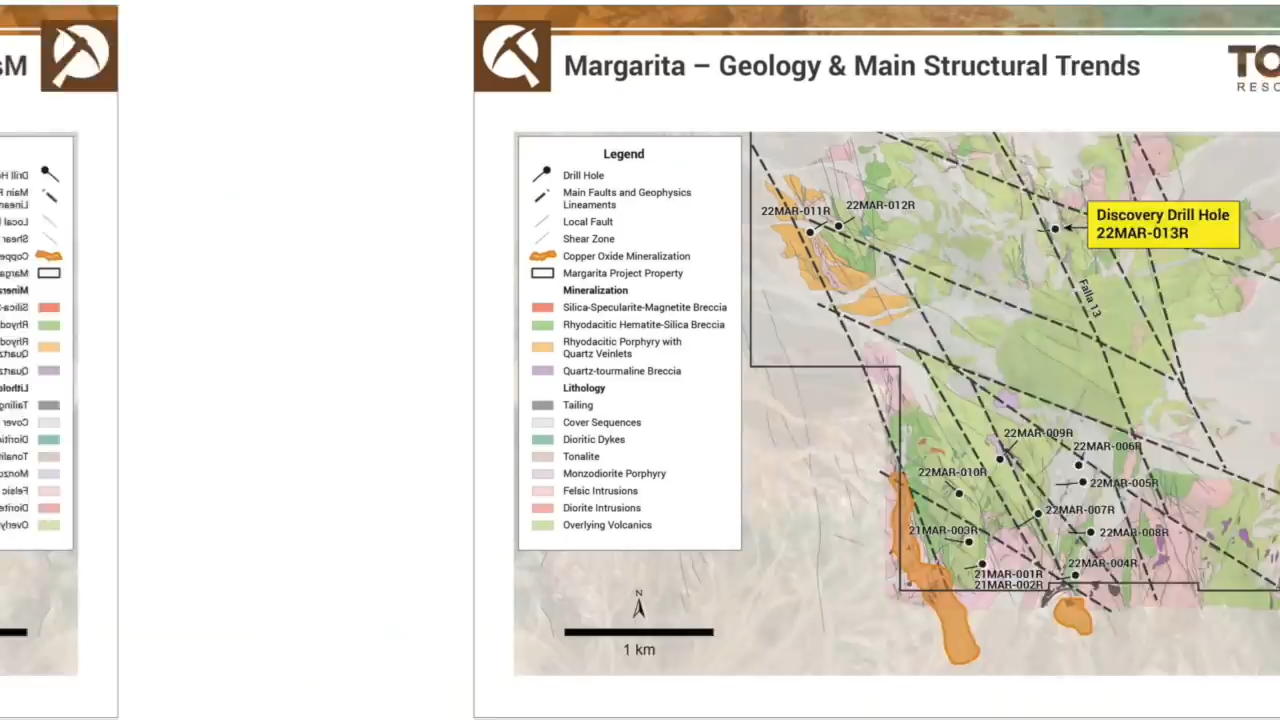 Margarita – Geology & Main Structural Trends
TO
RESO
Legend
Drill Hole
Main Faults and Geophysics
Lineaments
Local Fault
Shear Zone
Copper Oxide Mineralization
Margarita Project Property
Mineralization
Silica-Specularite-Magnetite Breccia
Rhyodacitic Hematite-Silica Breccia
Rhyodacitic Porphyry with
Quartz Veinlets
Quartz-tourmaline Breccia
Lithology
Tailing
Cover Sequences
Dioritic Dykes
Tonalite
Monzodiorite Porphyry
Felsic Intrusions
Diorite Intrusions
Overlying Volcanics
N
1 km
22MAR-011R
22MAR-012R
Discovery Drill Hole
22MAR-013R
Falla 13
22MAR-009R
22MAR-006R
22MAR-010R
22MAR-005R
22MAR-007R
21MAR-003R
22MAR-008R
22MAR-004R
21MAR-001R
21MAR-002R